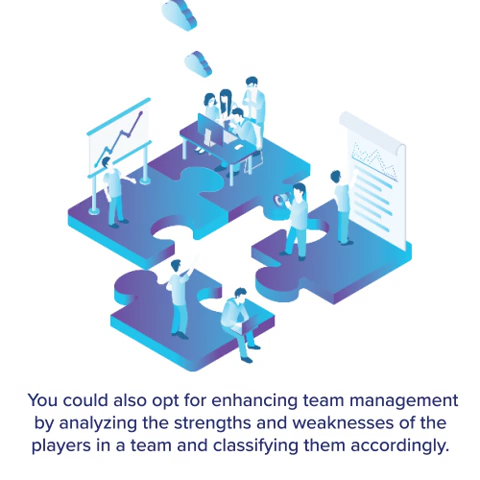 You could also opt for enhancing team management
by analyzing the strengths and weaknesses of the
players in a team and classifying them accordingly.